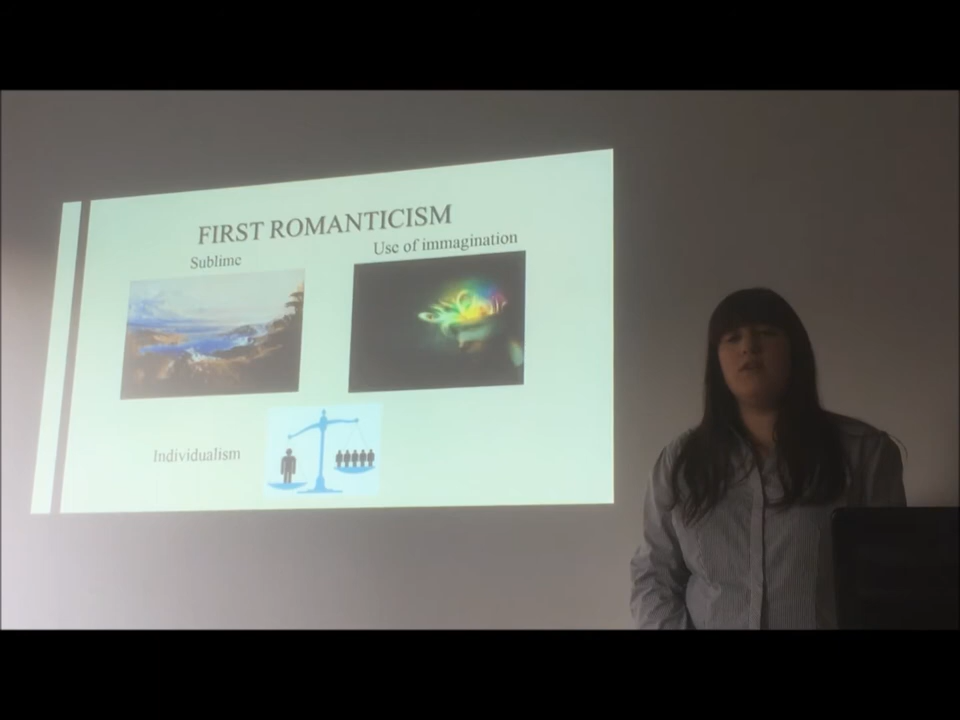 FIRST ROMANTICISM
Sublime
Use of immagination
Individualism